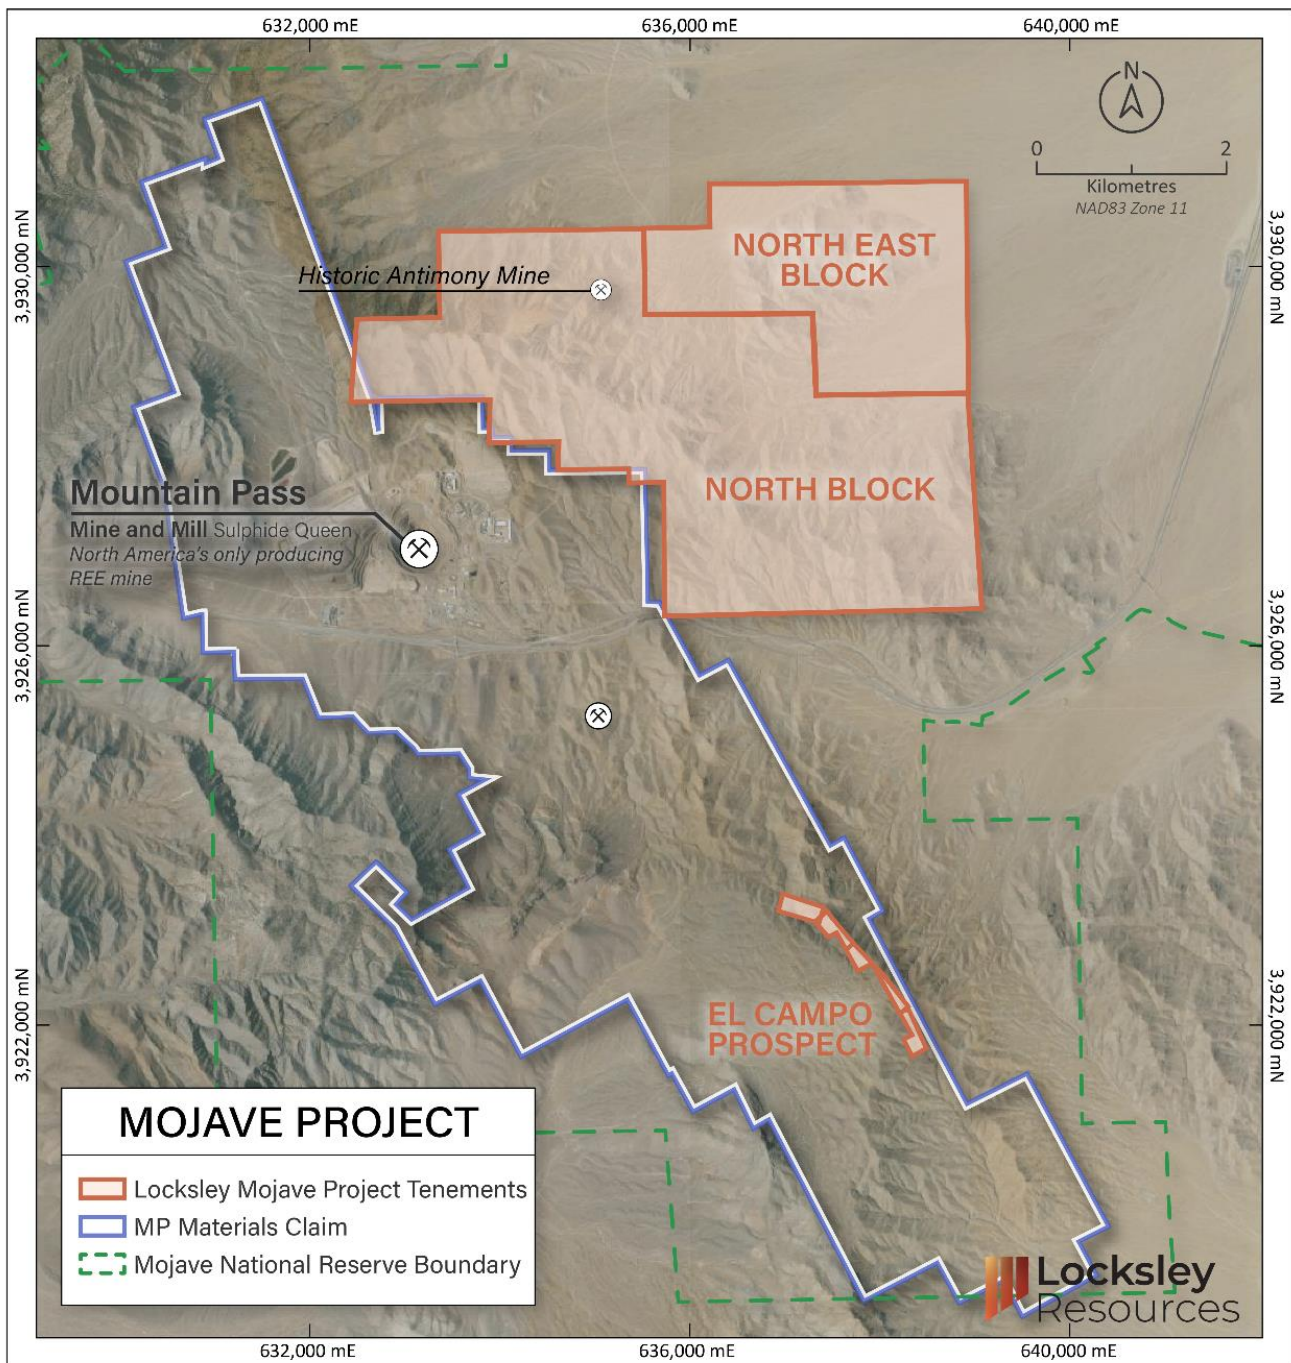 632,000 mE
636,000 mE
640,000 mE
N
0
2
Kilometres
NAD83 Zone 11
3,930,000 mN
3,930,000 mN
NORTH EAST
BLOCK
Historic Antimony Mine
NORTH BLOCK
Mountain Pass
Mine and Mill Sulphide Queen
North America's only producing
REE mine
3,926,000 mN
3,926,000 mN
EL CAMPO
PROSPECT
3,922,000 mN
3,922,000 mN
MOJAVE PROJECT
Locksley Mojave Project Tenements
MP Materials Claim
Mojave National Reserve Boundary
Locksley
Resources
632,000 mE
636,000 mE
640,000 mE